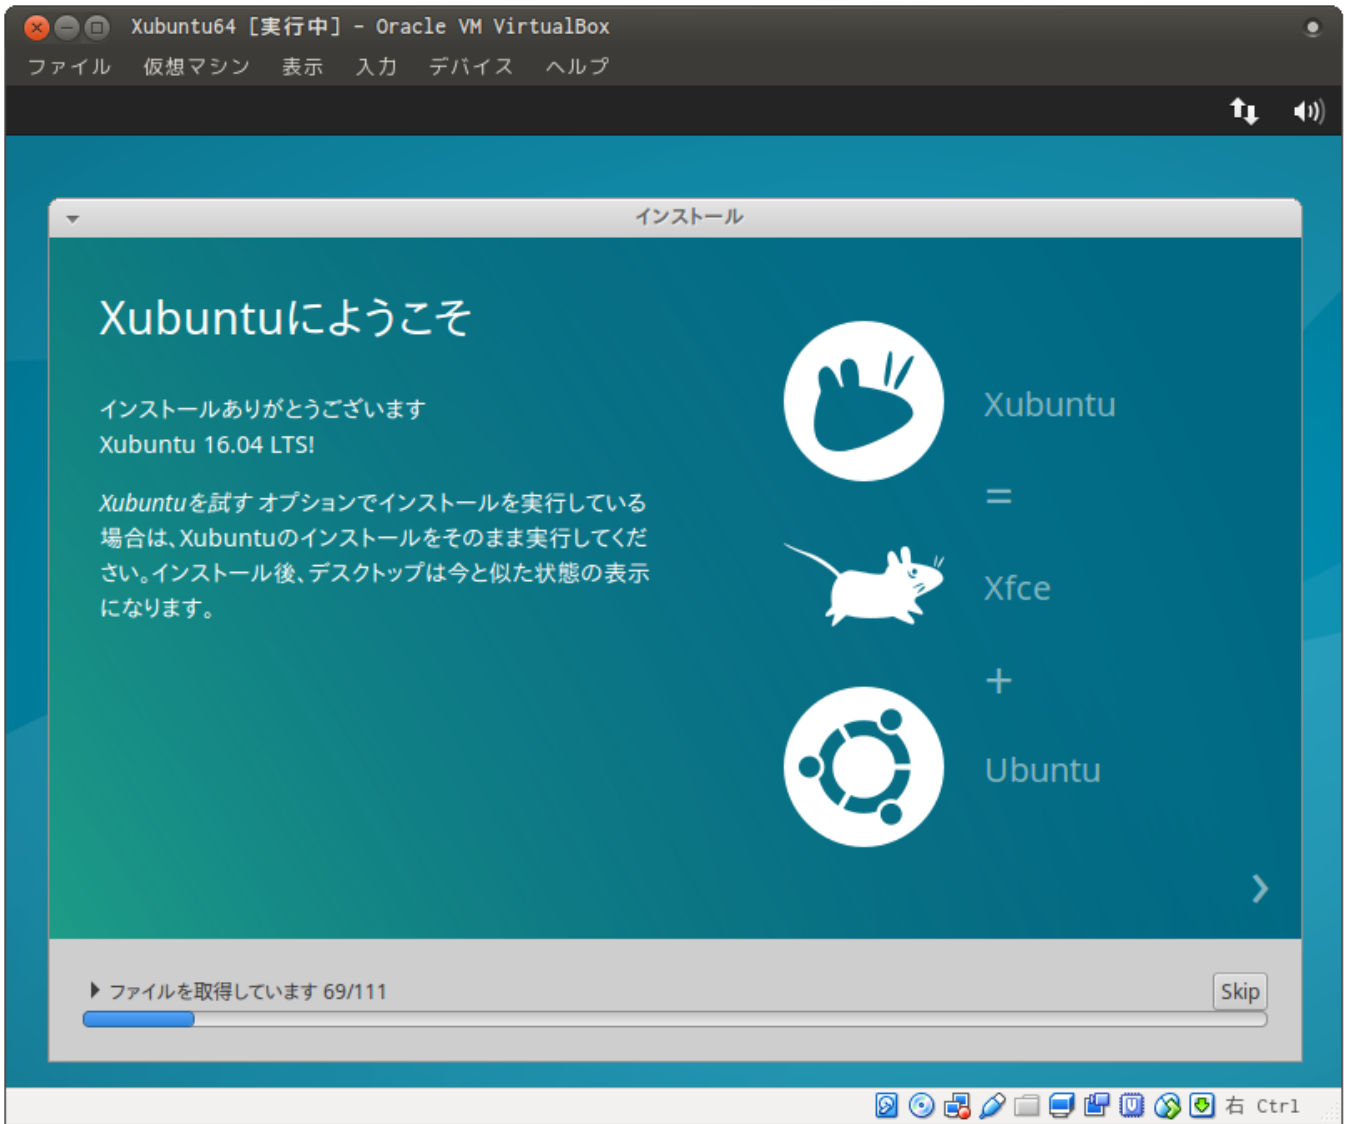 Xubuntu64 [実行中] - Oracle VM VirtualBox
ファイル 仮想マシン 表示 入力 デバイス ヘルプ
インストール
Xubuntuにようこそ
インストールありがとうございます
Xubuntu 16.04 LTS!
Xubuntuを試す オプションでインストールを実行している
場合は、Xubuntuのインストールをそのまま実行してくだ
さい。インストール後、デスクトップは今と似た状態の表示
になります。
Xubuntu
=
Xfce
+
Ubuntu
ファイルを取得しています 69/111
Skip
右 Ctrl